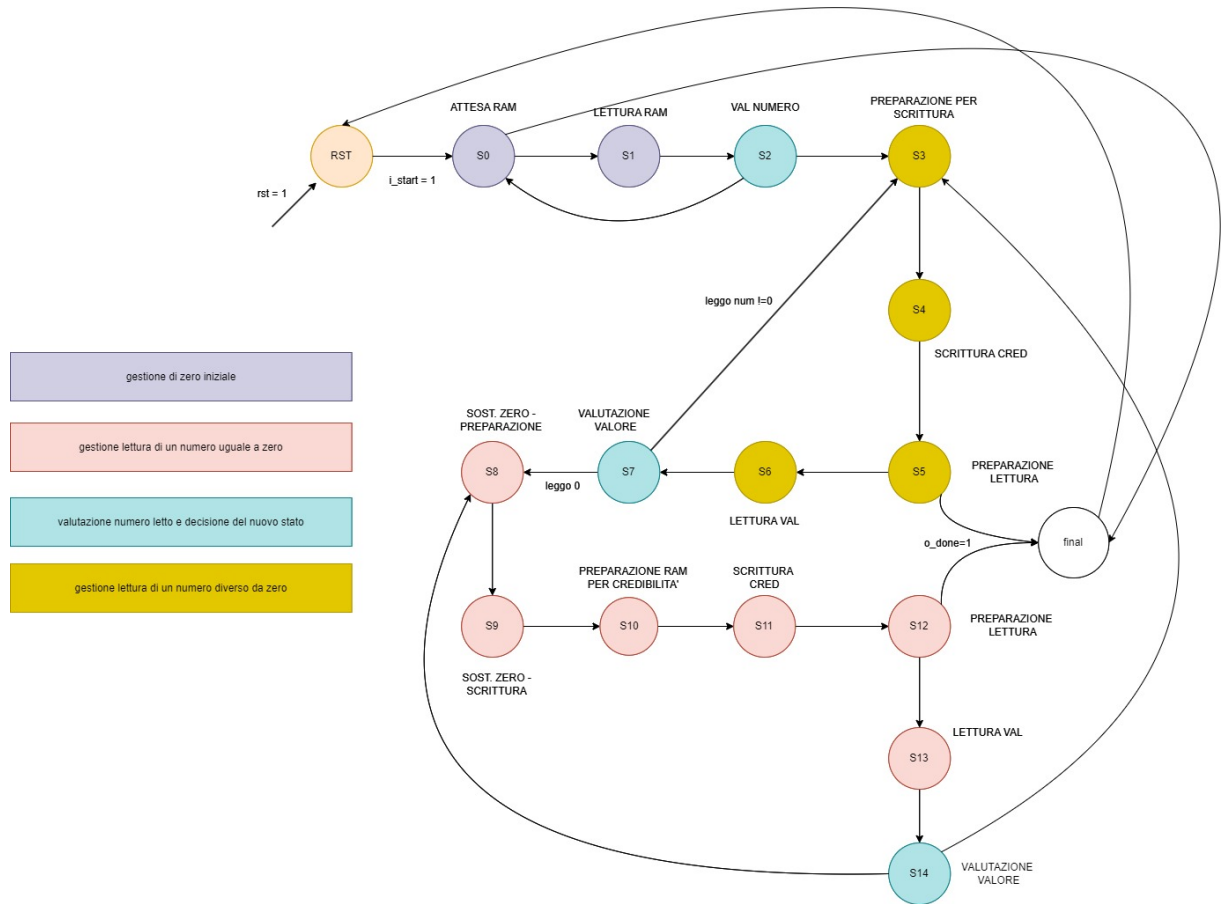 ATTESA RAM
LETTURA RAM
VAL NUMERO
PREPARAZIONE PER
SCRITTURA
RST
S0
S1
S2
S3
rst = 1
i_start = 1
leggo num !=0
S4
SCRITTURA CRED
gestione di zero iniziale
gestione lettura di un numero uguale a zero
valutazione numero letto e decisione del nuovo stato
gestione lettura di un numero diverso da zero
SOST. ZERO -
PREPARAZIONE
VALUTAZIONE
VALORE
S8
leggo 0
S7
S6
LETTURA VAL
S5
PREPARAZIONE
LETTURA
o_done=1
final
PREPARAZIONE RAM
PER CREDIBILITA'
SCRITTURA
CRED
S9
S10
S11
S12
PREPARAZIONE
LETTURA
SOST. ZERO -
SCRITTURA
LETTURA VAL
S13
S14
VALUTAZIONE
VALORE